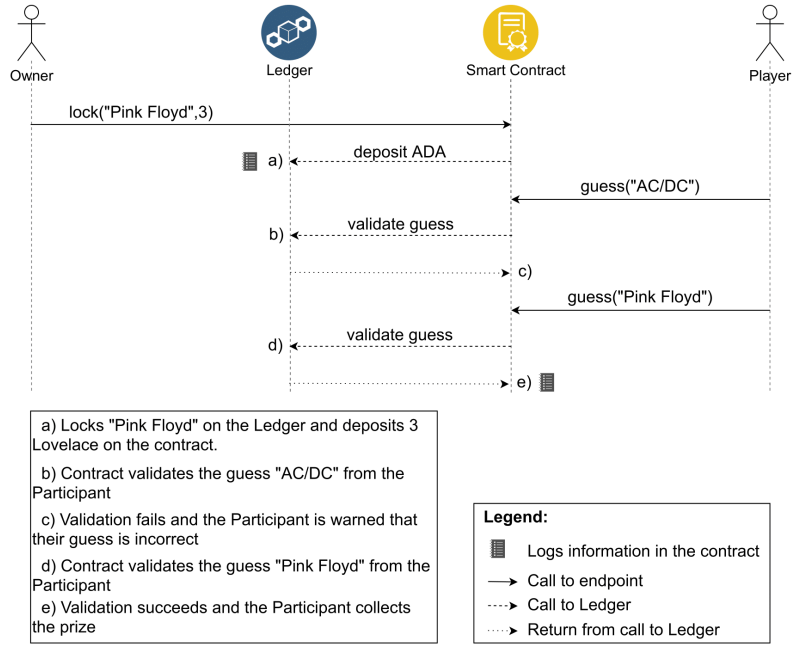 Owner
Ledger
Smart Contract
Player
lock("Pink Floyd",3)
a)
deposit ADA
guess("AC/DC")
b)
validate guess
c)
guess("Pink Floyd")
d)
validate guess
e)
a) Locks "Pink Floyd" on the Ledger and deposits 3
Lovelace on the contract.
b) Contract validates the guess "AC/DC" from the
Participant
c) Validation fails and the Participant is warned that
their guess is incorrect
d) Contract validates the guess "Pink Floyd" from the
Participant
e) Validation succeeds and the Participant collects
the prize
Legend:
Logs information in the contract
Call to endpoint
Call to Ledger
Return from call to Ledger